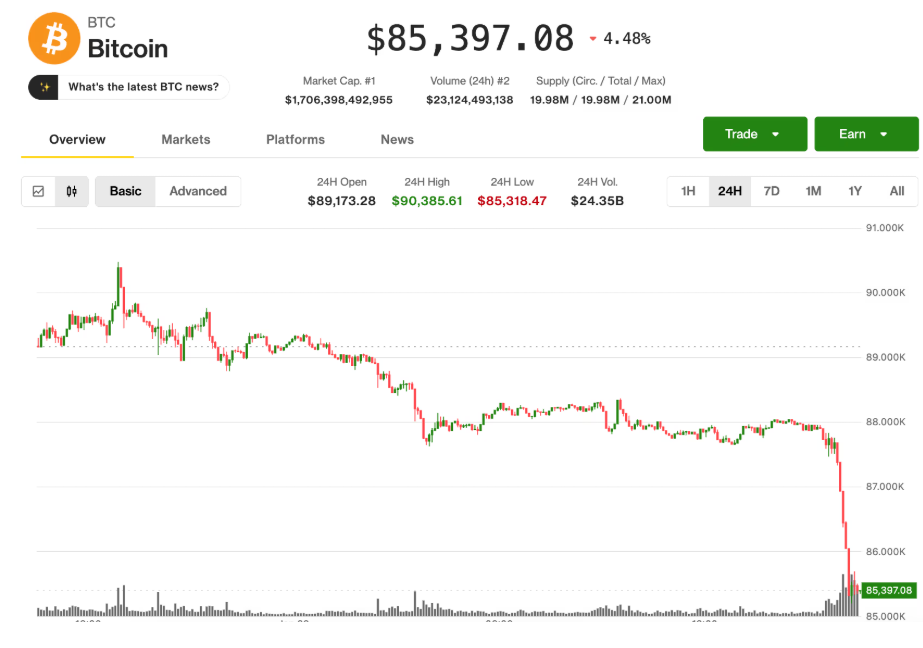 BTC
Bitcoin
$85,397.08 4.48%
What's the latest BTC news?
Market Cap. #1 Volume (24h) #2 Supply (Circ. / Total / Max)
$1,706,398,492,955 $23,124,493,138 19.98M / 19.98M / 21.00M
Overview Markets Platforms News
Trade Earn
Basic Advanced
24H Open 24H High 24H Low 24H Vol.
$89,173.28 $90,385.61 $85,318.47 $24.35B
1H 24H 7D 1M 1Y All
91.000K
90.000K
89.000K
88.000K
87.000K
86.000K
85,397.08
85.000K